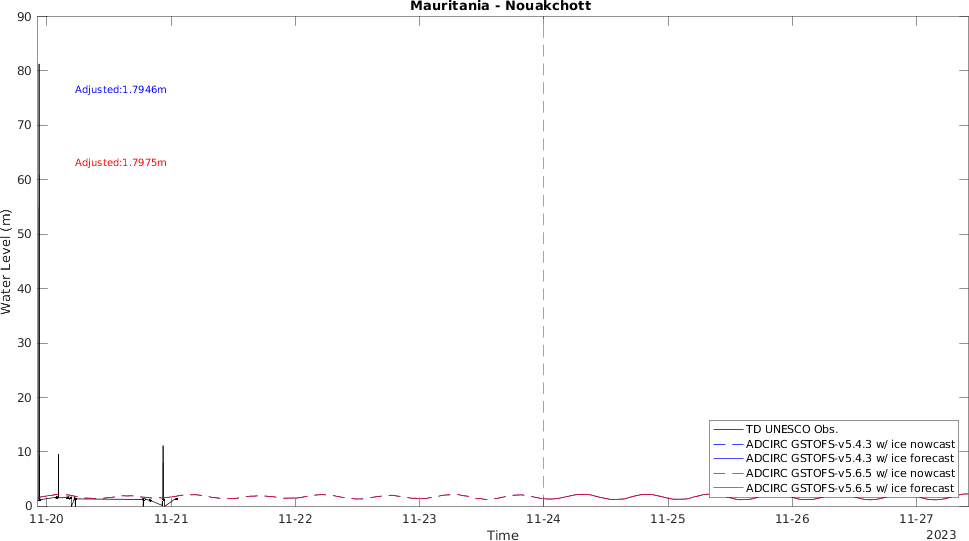 Mauritania - Nouakchott
90
80
70
60
50
40
30
20
10
0
Water Level (m)
Adjusted:1.7946m
Adjusted:1.7975m
TD UNESCO Obs.
ADCIRC GSTOFS-v5.4.3 w/ ice nowcast
ADCIRC GSTOFS-v5.4.3 w/ ice forecast
ADCIRC GSTOFS-v5.6.5 w/ ice nowcast
ADCIRC GSTOFS-v5.6.5 w/ ice forecast
11-20 11-21 11-22 11-23 11-24 11-25 11-26 11-27
Time
2023